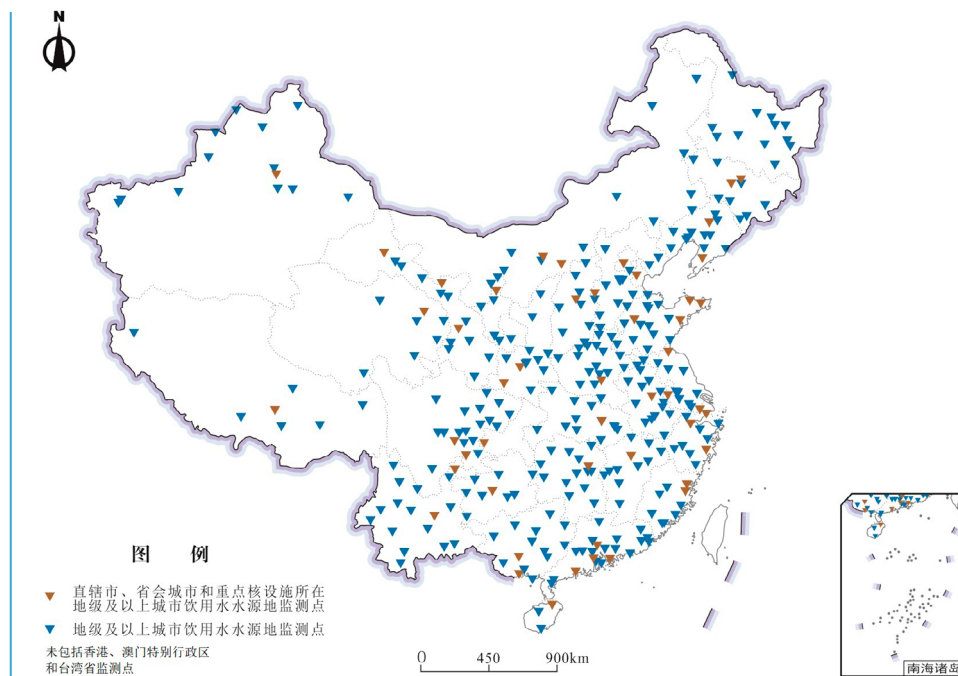 N
图 例
直辖市、省会城市和重点核设施所在
地级及以上城市饮用水水源地监测点
地级及以上城市饮用水水源地监测点
未包括香港、澳门特别行政区
和台湾省监测点
0 450 900km
南海诸岛